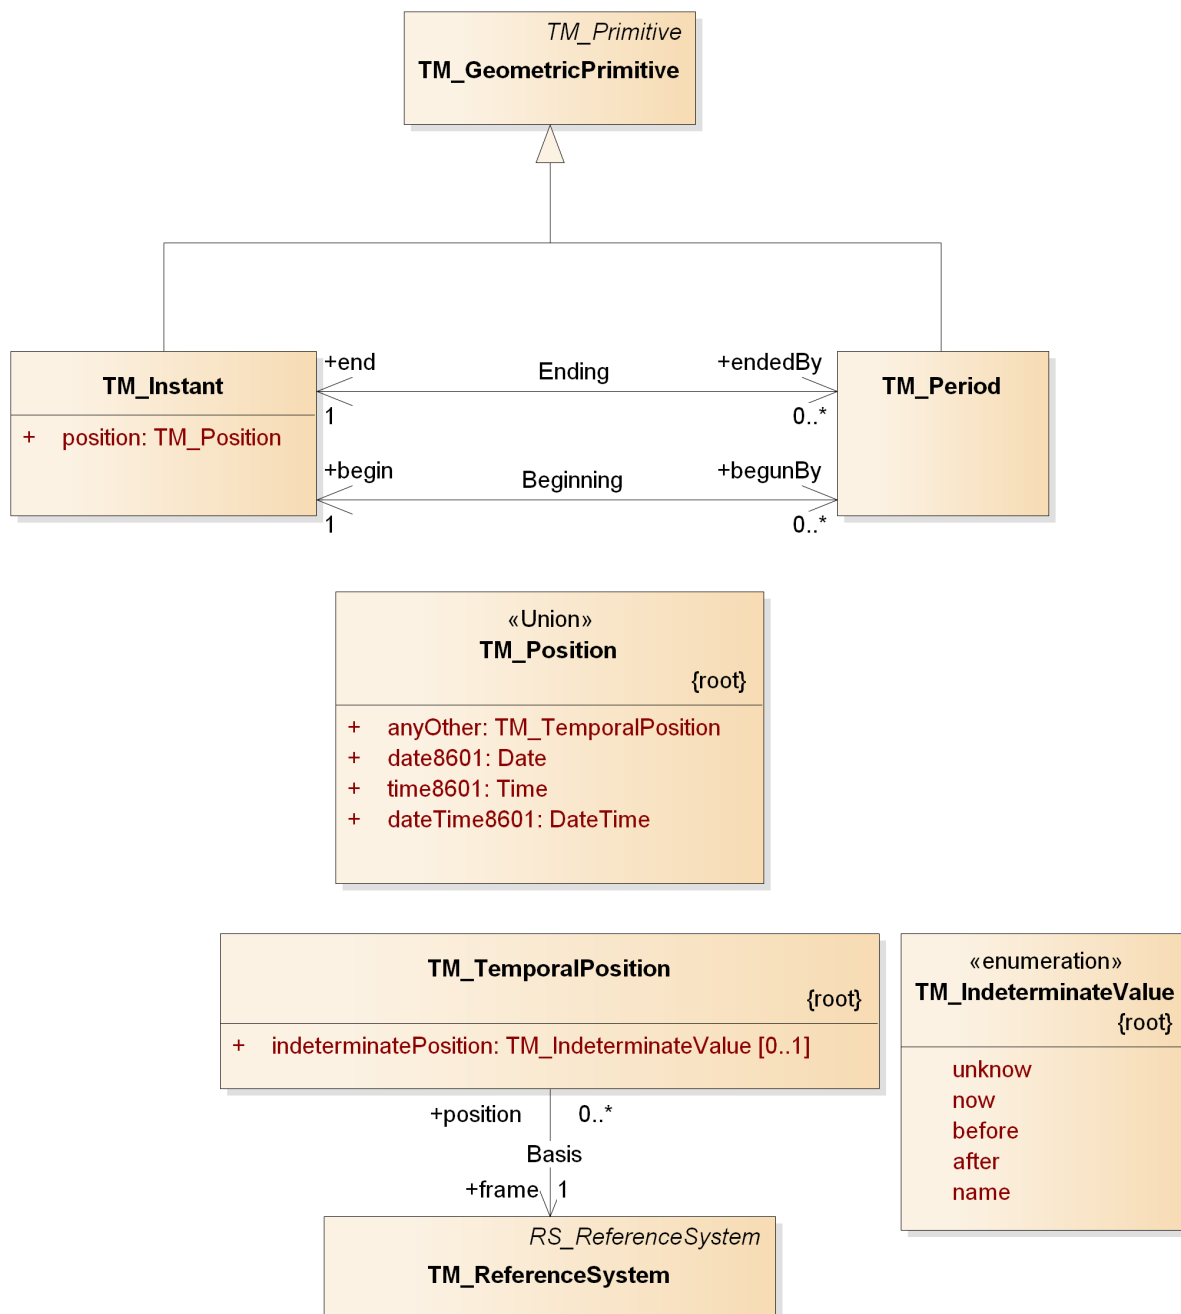 TM_Primitive
TM_GeometricPrimitive
TM_Instant
+ position: TM_Position
+end
Ending
+endedBy
1
0..*
+begin
Beginning
+begunBy
1
0..*
TM_Period
«Union»
TM_Position
{root}
+ anyOther: TM_TemporalPosition
+ date8601: Date
+ time8601: Time
+ dateTime8601: DateTime
TM_TemporalPosition
{root}
+ indeterminatePosition: TM_IndeterminateValue [0..1]
«enumeration»
TM_IndeterminateValue
{root}
unknow
now
before
after
name
+position
0..*
Basis
+frame
1
RS_ReferenceSystem
TM_ReferenceSystem